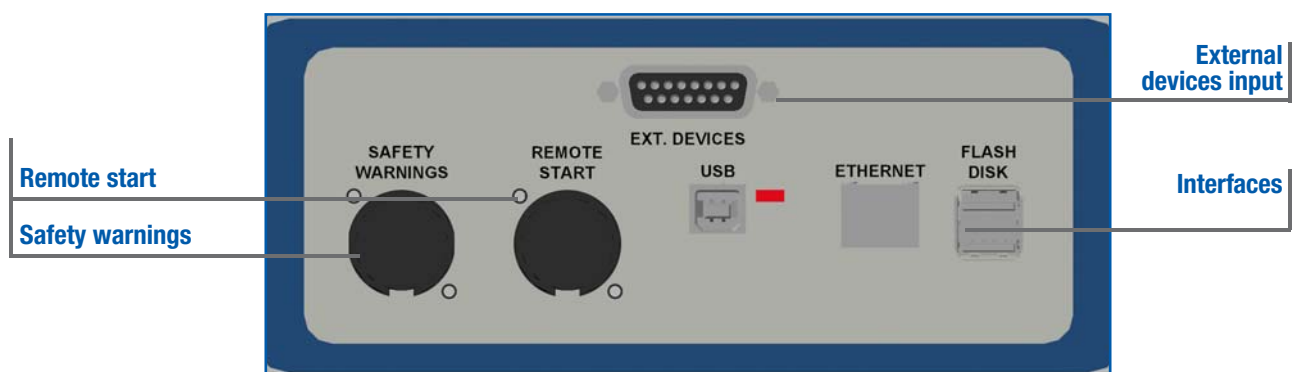 External
devices input
EXT. DEVICES
SAFETY
WARNINGS
REMOTE
START
USB
ETHERNET
FLASH
DISK
Remote start
Interfaces
Safety warnings